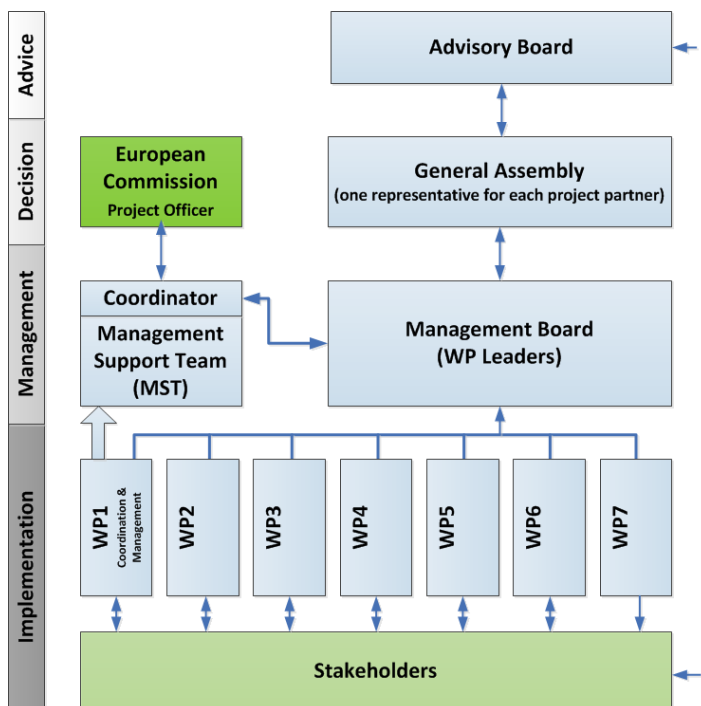 Advice
Advisory Board
Decision
European
Commission
Project Officer
General Assembly
(one representative for each project partner)
Management
Coordinator
Management
Support Team
(MST)
Management Board
(WP Leaders)
Implementation
WP1
Coordination &
Management
WP2
WP3
WP4
WP5
WP6
WP7
Stakeholders